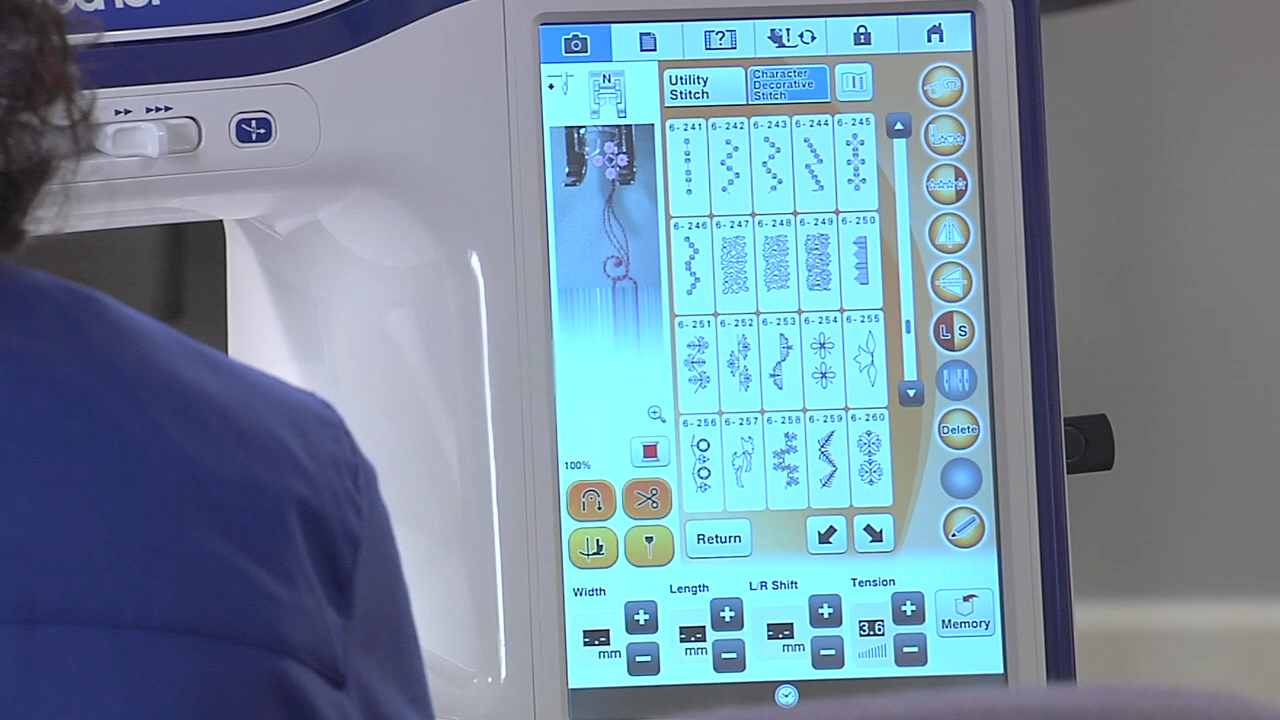 N
Utility
Stitch
Character
Decorative
Stitch
6-241 6-242 6-243 6-244 6-245
6-246 6-247 6-248 6-249 6-250
6-251 6-252 6-253 6-254 6-255
6-256 6-257 6-258 6-259 6-260
L S
Delete
100%
Return
Width Length L/R Shift Tension
-.- -.- -.- 3.6
mm mm mm
Memory